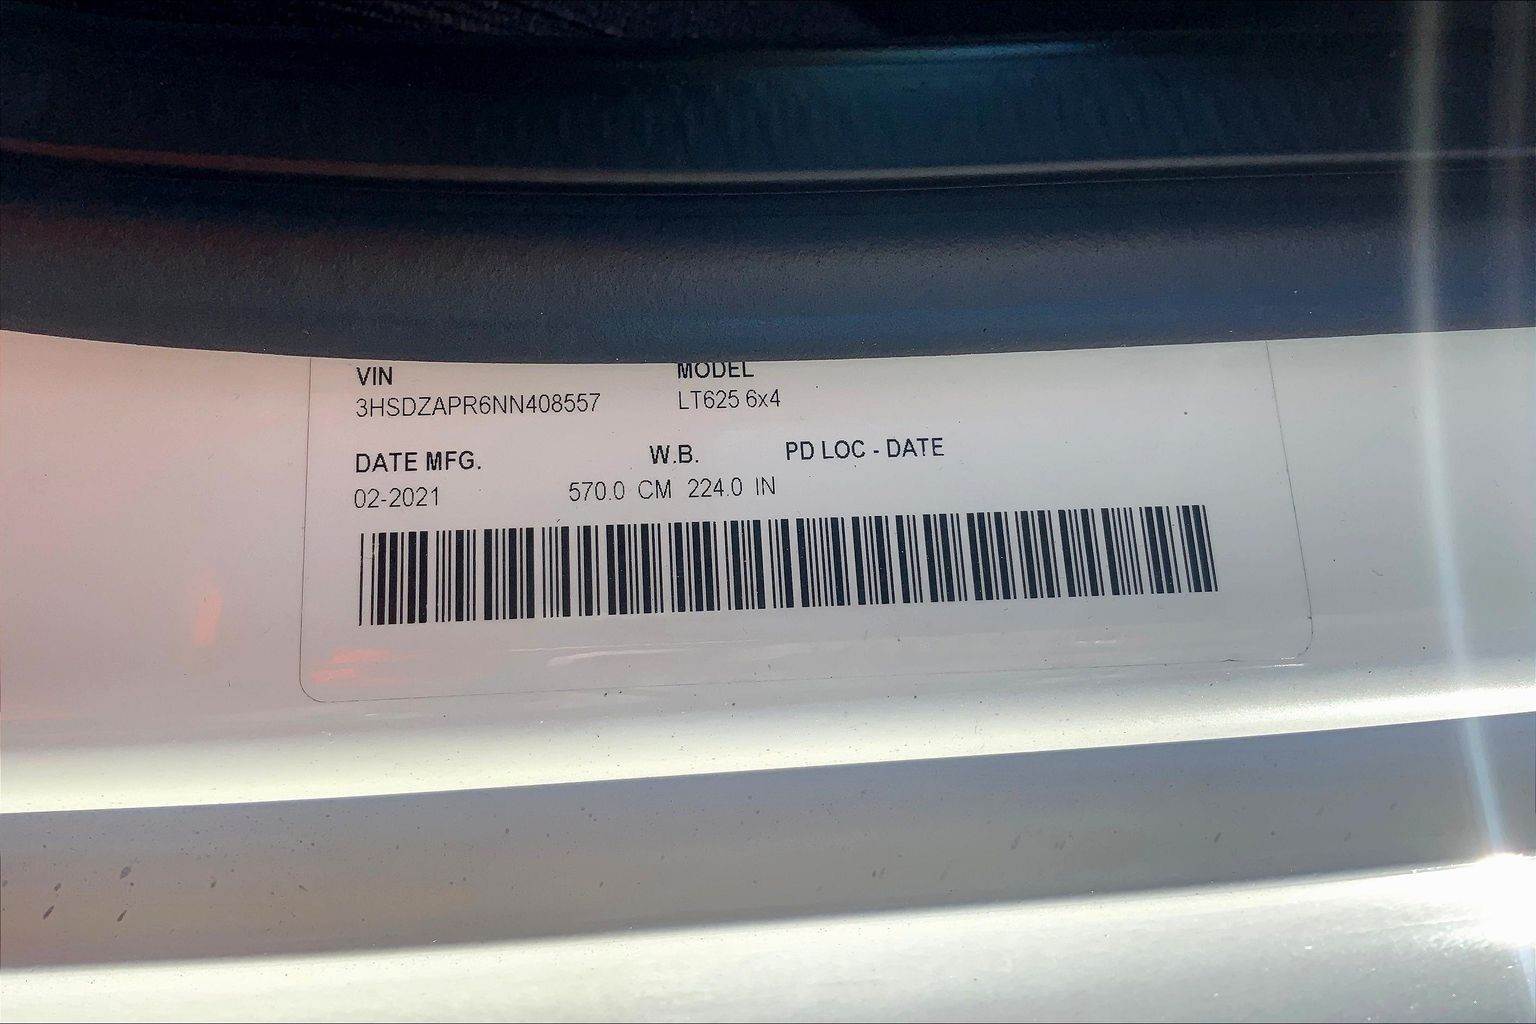 VIN MODEL
3HSDZAPR6NN408557 LT625 6x4
DATE MFG. W.B. PD LOC - DATE
02-2021 570.0 CM 224.0 IN